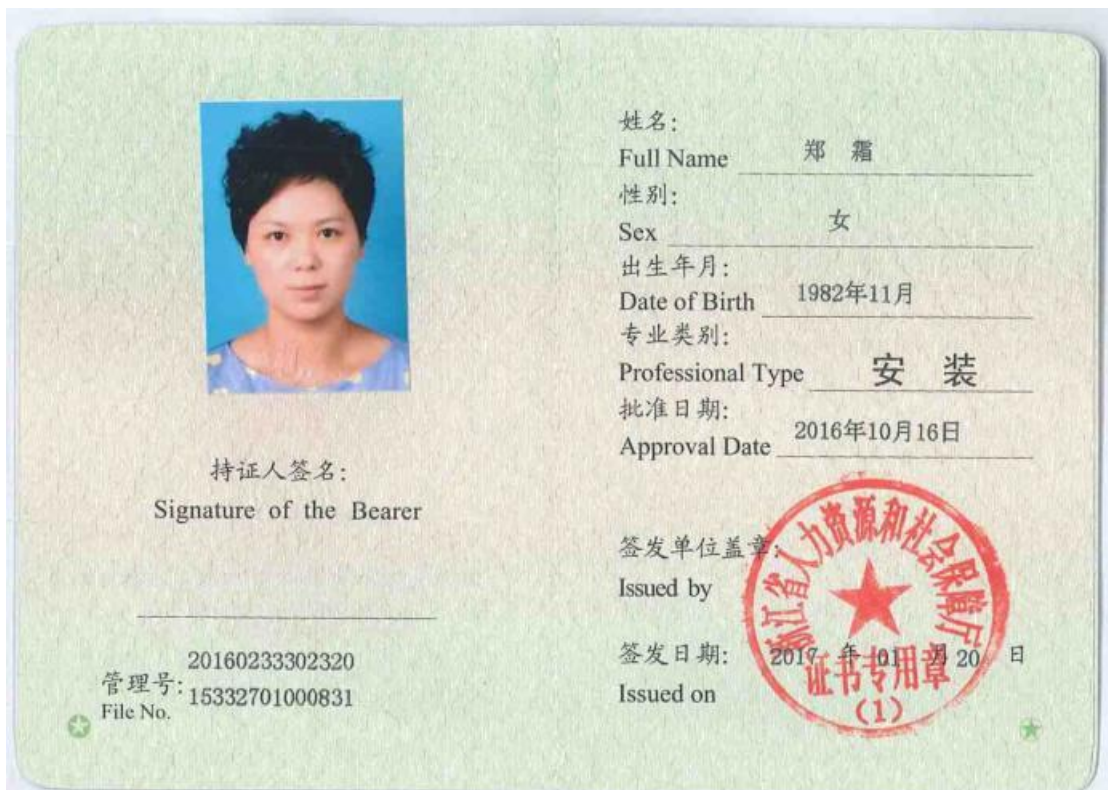 持证人签名:
Signature of the Bearer
管理号:
File No.
20160233302320
15332701000831
姓名:
Full Name 郑 霜
性别:
Sex 女
出生年月:
Date of Birth 1982年11月
专业类别:
Professional Type 安 装
批准日期:
Approval Date 2016年10月16日
签发单位盖章:
Issued by
浙江省人力资源和社会保障厅
证书专用章
(1)
签发日期: 2017 年 01 月 20 日
Issued on